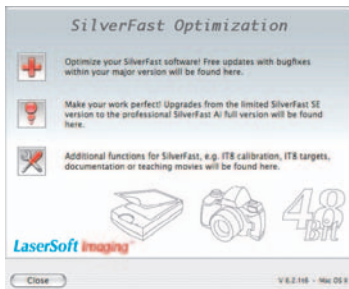 SilverFast Optimization
Optimize your SilverFast software! Free updates with bugfixes
within your major version will be found here.
Make your work perfect! Upgrades from the limited SilverFast SE
version to the professional SilverFast Ai full version will be found
here.
Additional functions for SilverFast, e.g. IT8 calibration, IT8 targets,
documentation or teaching movies will be found here.
48
Bit
LaserSoft Imaging
Close
Mac OS X